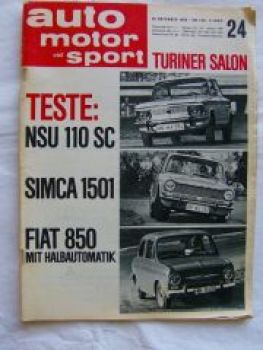 auto
motor
und
sport
24
TURINER SALON
TESTE:
NSU 110 SC
SIMCA 1501
FIAT 850
MIT HALBAUTOMATIK